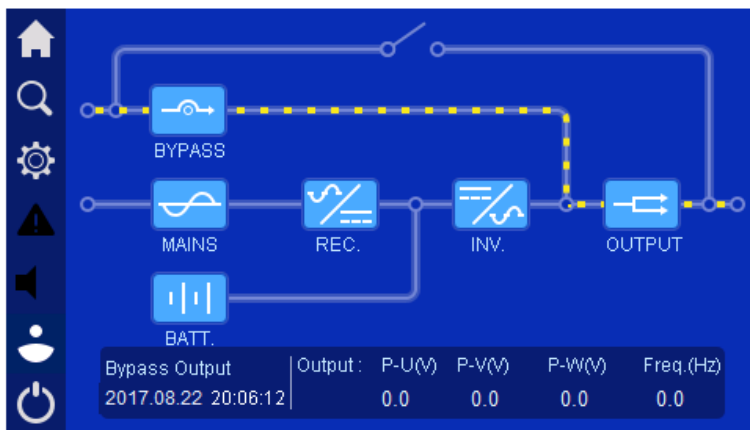 BYPASS
MAINS REC. INV. OUTPUT
BATT.
Bypass Output Output : P-U(V) P-V(V) P-W(V) Freq.(Hz)
2017.08.22 20:06:12 0.0 0.0 0.0 0.0